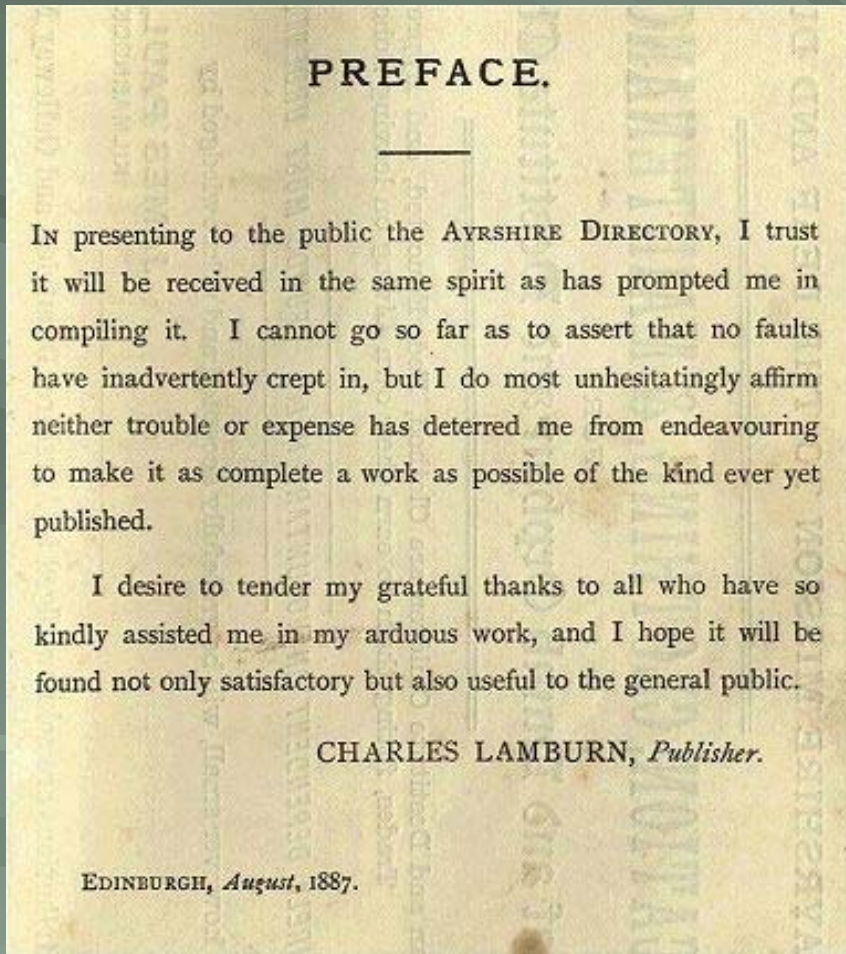 PREFACE.
IN presenting to the public the AYRSHIRE DIRECTORY, I trust
it will be received in the same spirit as has prompted me in
compiling it. I cannot go so far as to assert that no faults
have inadvertently crept in, but I do most unhesitatingly affirm
neither trouble or expense has deterred me from endeavouring
to make it as complete a work as possible of the kind ever yet
published.
I desire to tender my grateful thanks to all who have so
kindly assisted me in my arduous work, and I hope it will be
found not only satisfactory but also useful to the general public.
CHARLES LAMBURN, Publisher.
EDINBURGH, August, 1887.